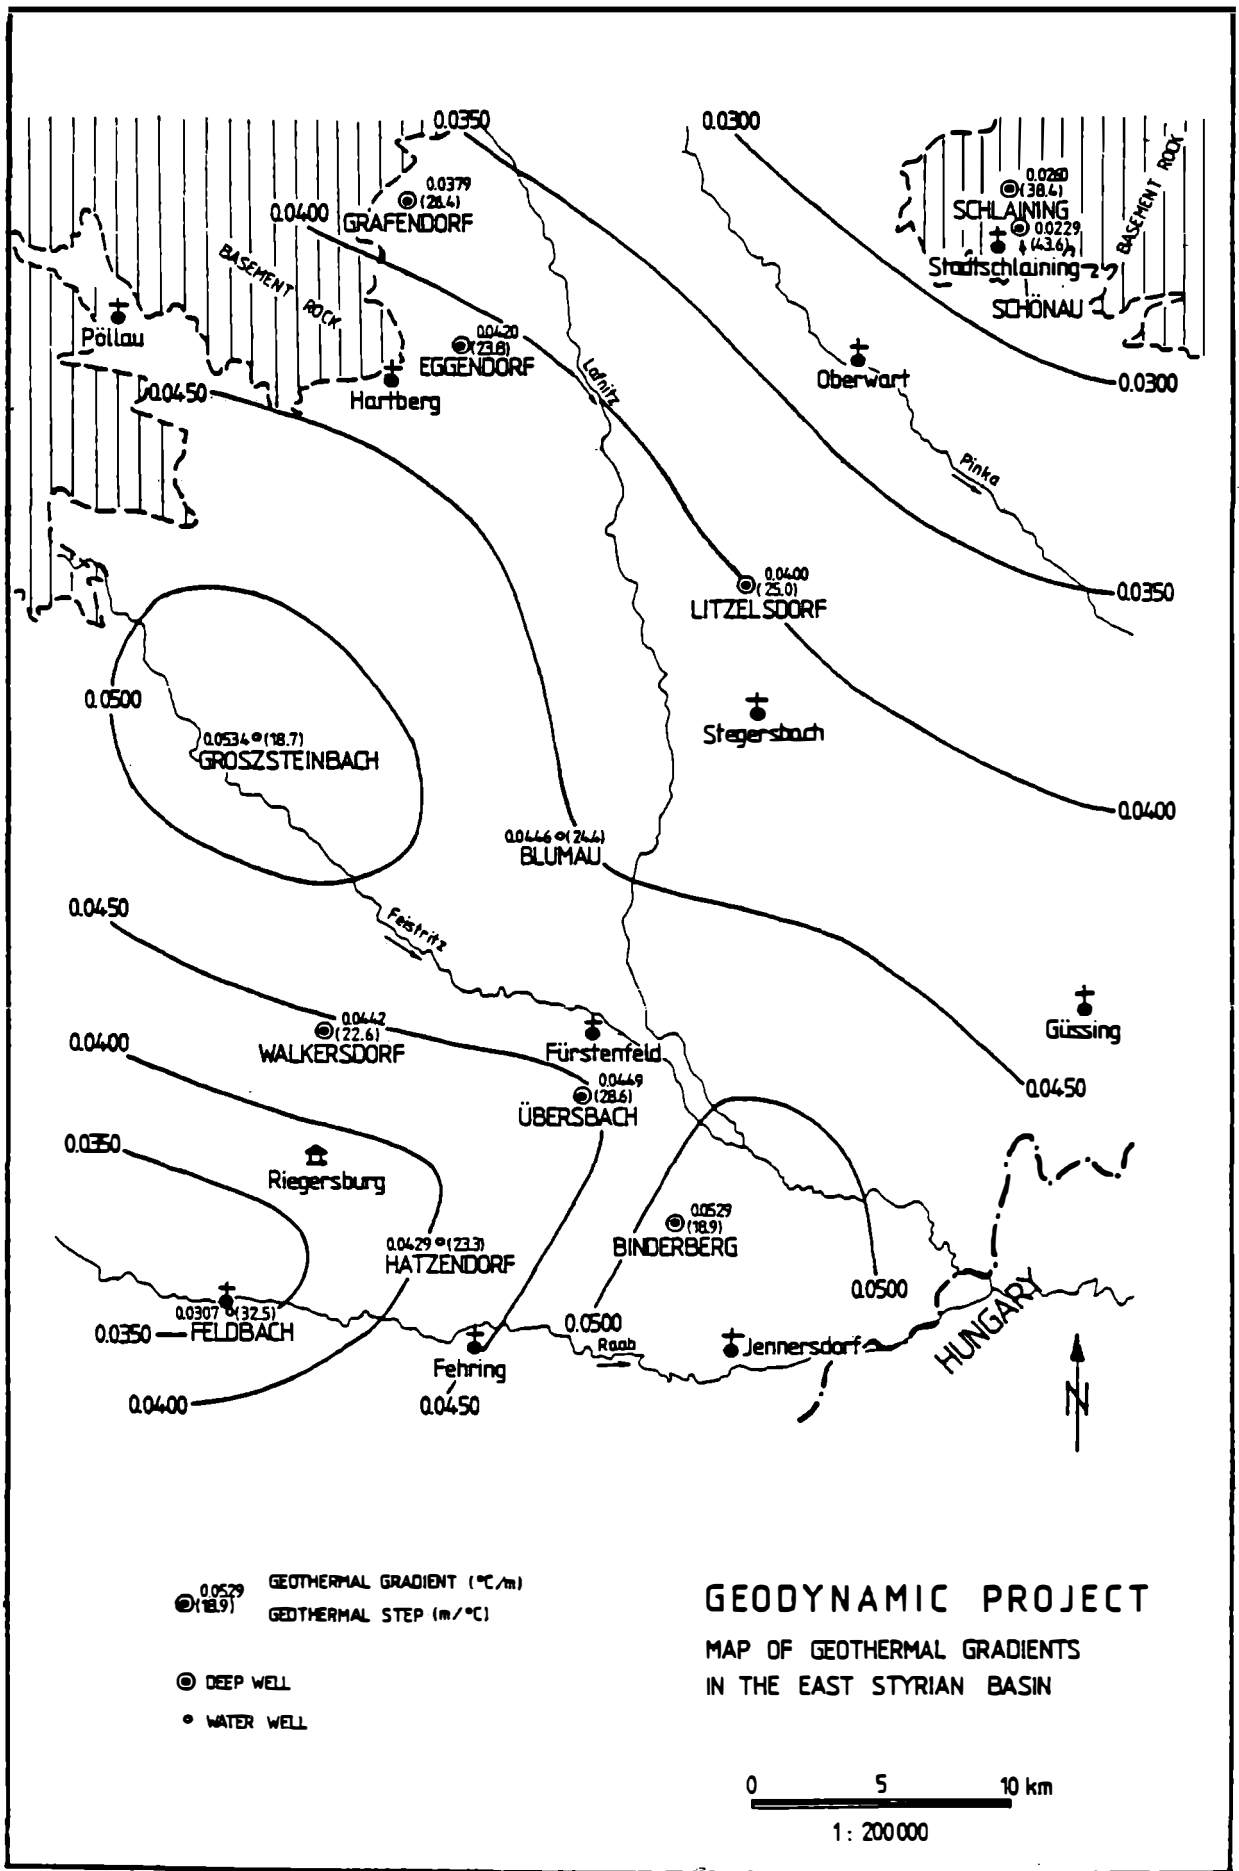 0.0350
0.0300
BASEMENT ROCK
0.0260
(38.4)
SCHLAINING
0.0229
(43.6)
Stadtschlaining
SCHÖNAU
0.0379
(26.4)
GRAFENDORF
0.0400
BASEMENT ROCK
Pöllau
0.0420
(23.8)
EGGENDORF
Hartberg
0.0450
Lafnitz
Oberwart
0.0300
Pinka
0.0400
(25.0)
LITZELSDORF
0.0350
0.0500
Stegersbach
0.0534 (18.7)
GROSZSTEINBACH
0.0400
0.0446 (24.4)
BLUMAU
0.0450
Feistritz
0.0442
(22.6)
WALKERSDORF
Fürstenfeld
Güssing
0.0400
0.0449
(28.6)
ÜBERSBACH
0.0450
0.0350
Riegersburg
0.0529
(18.9)
BINDERBERG
0.0429 (23.3)
HATZENDORF
0.0500
0.0307 (32.5)
FELDBACH
0.0350
0.0500
Raab
Jennersdorf
HUNGARY
Fehring
0.0400
0.0450
N
0.0529
(18.9)
GEOTHERMAL GRADIENT (°C/m)
GEOTHERMAL STEP (m/°C)
DEEP WELL
WATER WELL
GEODYNAMIC PROJECT
MAP OF GEOTHERMAL GRADIENTS
IN THE EAST STYRIAN BASIN
0 5 10 km
1 : 200000